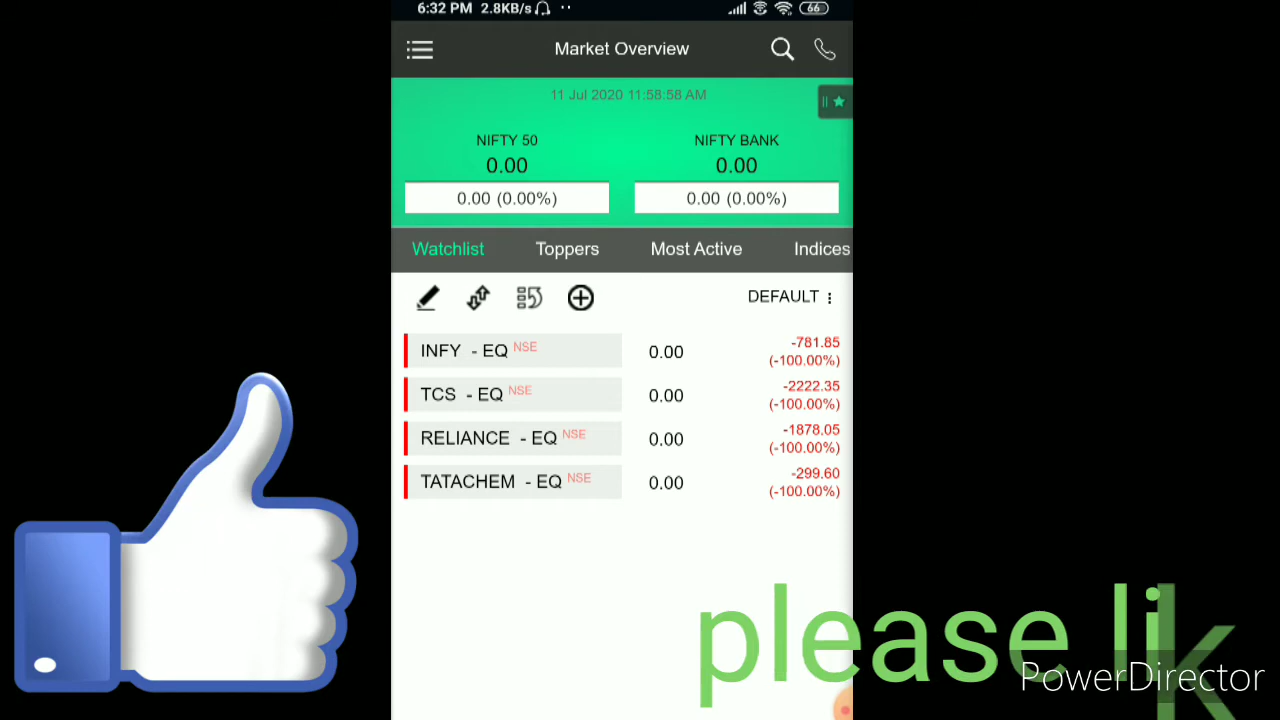 6:32 PM 2.8KB/s
66
Market Overview
11 Jul 2020 11:58:58 AM
NIFTY 50
0.00
0.00 (0.00%)
NIFTY BANK
0.00
0.00 (0.00%)
Watchlist Toppers Most Active Indices
DEFAULT
INFY - EQ NSE 0.00 -781.85
(-100.00%)
TCS - EQ NSE 0.00 -2222.35
(-100.00%)
RELIANCE - EQ NSE 0.00 -1878.05
(-100.00%)
TATACHEM - EQ NSE 0.00 -299.60
(-100.00%)
please lik
PowerDirector